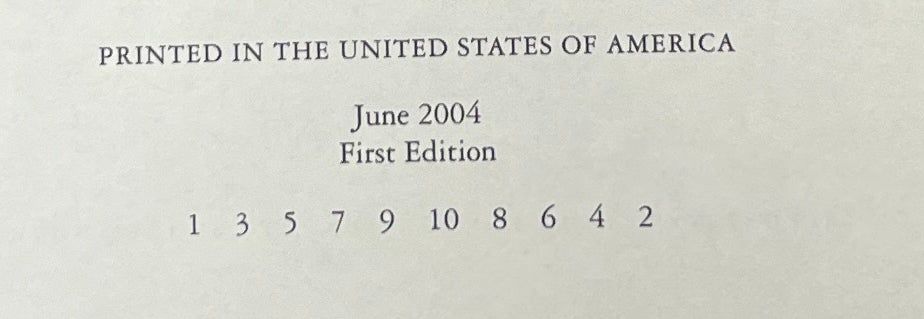 PRINTED IN THE UNITED STATES OF AMERICA
June 2004
First Edition
1 3 5 7 9 10 8 6 4 2